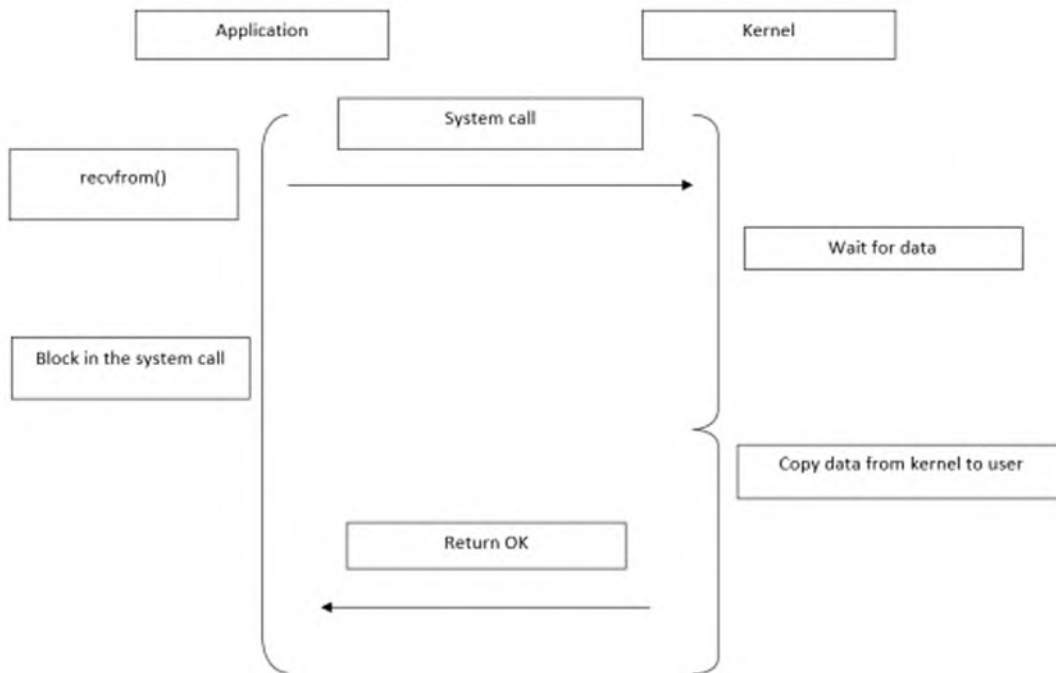 Application
Kernel
System call
recvfrom()
Wait for data
Block in the system call
Copy data from kernel to user
Return OK